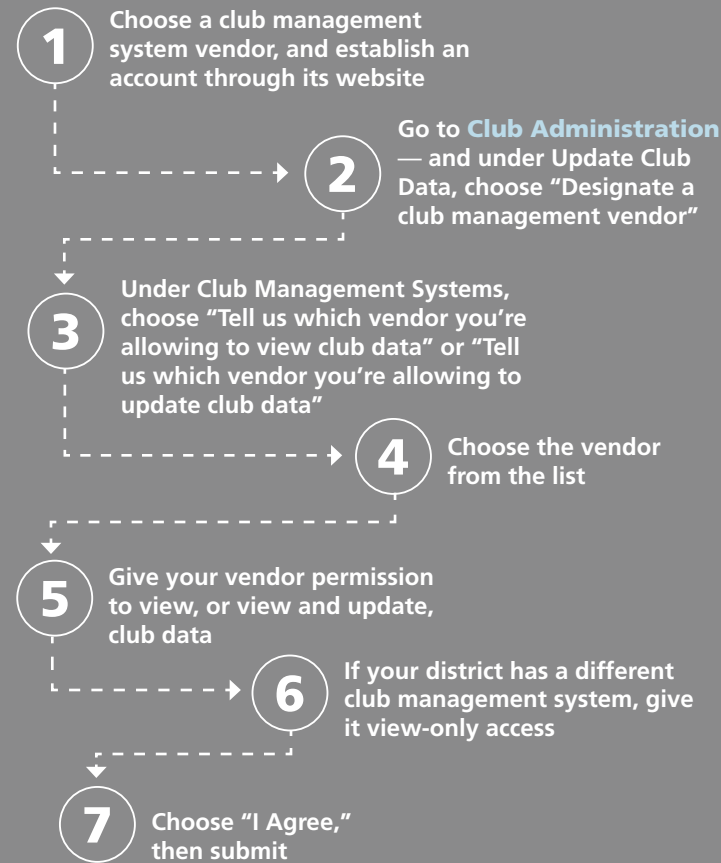 1
Choose a club management
system vendor, and establish an
account through its website
2
Go to Club Administration
— and under Update Club
Data, choose “Designate a
club management vendor”
3
Under Club Management Systems,
choose “Tell us which vendor you’re
allowing to view club data” or “Tell
us which vendor you’re allowing to
update club data”
4
Choose the vendor
from the list
5
Give your vendor permission
to view, or view and update,
club data
6
If your district has a different
club management system, give
it view-only access
7
Choose “I Agree,”
then submit